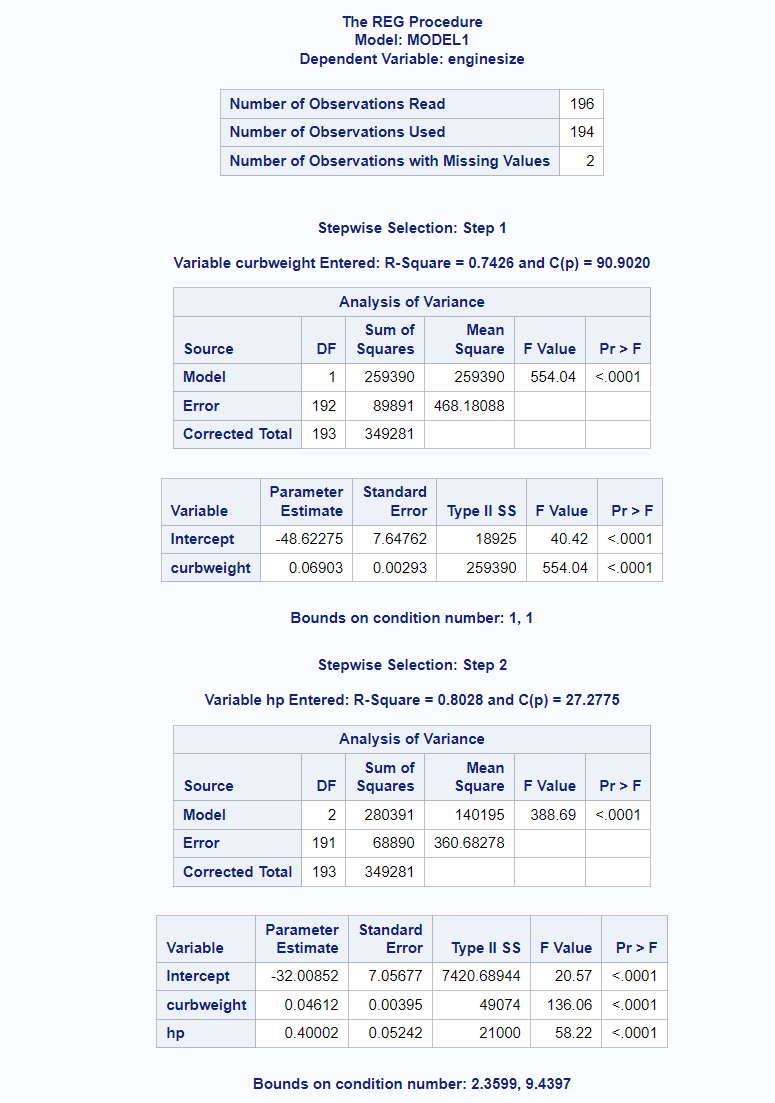 The REG Procedure
Model: MODEL1
Dependent Variable: enginesize
Number of Observations Read 196
Number of Observations Used 194
Number of Observations with Missing Values 2
Stepwise Selection: Step 1
Variable curbweight Entered: R-Square = 0.7426 and C(p) = 90.9020
Analysis of Variance
Source DF Sum of Squares Mean Square F Value Pr > F
Model 1 259390 259390 554.04 <.0001
Error 192 89891 468.18088
Corrected Total 193 349281
Variable Parameter Estimate Standard Error Type II SS F Value Pr > F
Intercept -48.62275 7.64762 18925 40.42 <.0001
curbweight 0.06903 0.00293 259390 554.04 <.0001
Bounds on condition number: 1, 1
Stepwise Selection: Step 2
Variable hp Entered: R-Square = 0.8028 and C(p) = 27.2775
Analysis of Variance
Source DF Sum of Squares Mean Square F Value Pr > F
Model 2 280391 140195 388.69 <.0001
Error 191 68890 360.68278
Corrected Total 193 349281
Variable Parameter Estimate Standard Error Type II SS F Value Pr > F
Intercept -32.00852 7.05677 7420.68944 20.57 <.0001
curbweight 0.04612 0.00395 49074 136.06 <.0001
hp 0.40002 0.05242 21000 58.22 <.0001
Bounds on condition number: 2.3599, 9.4397